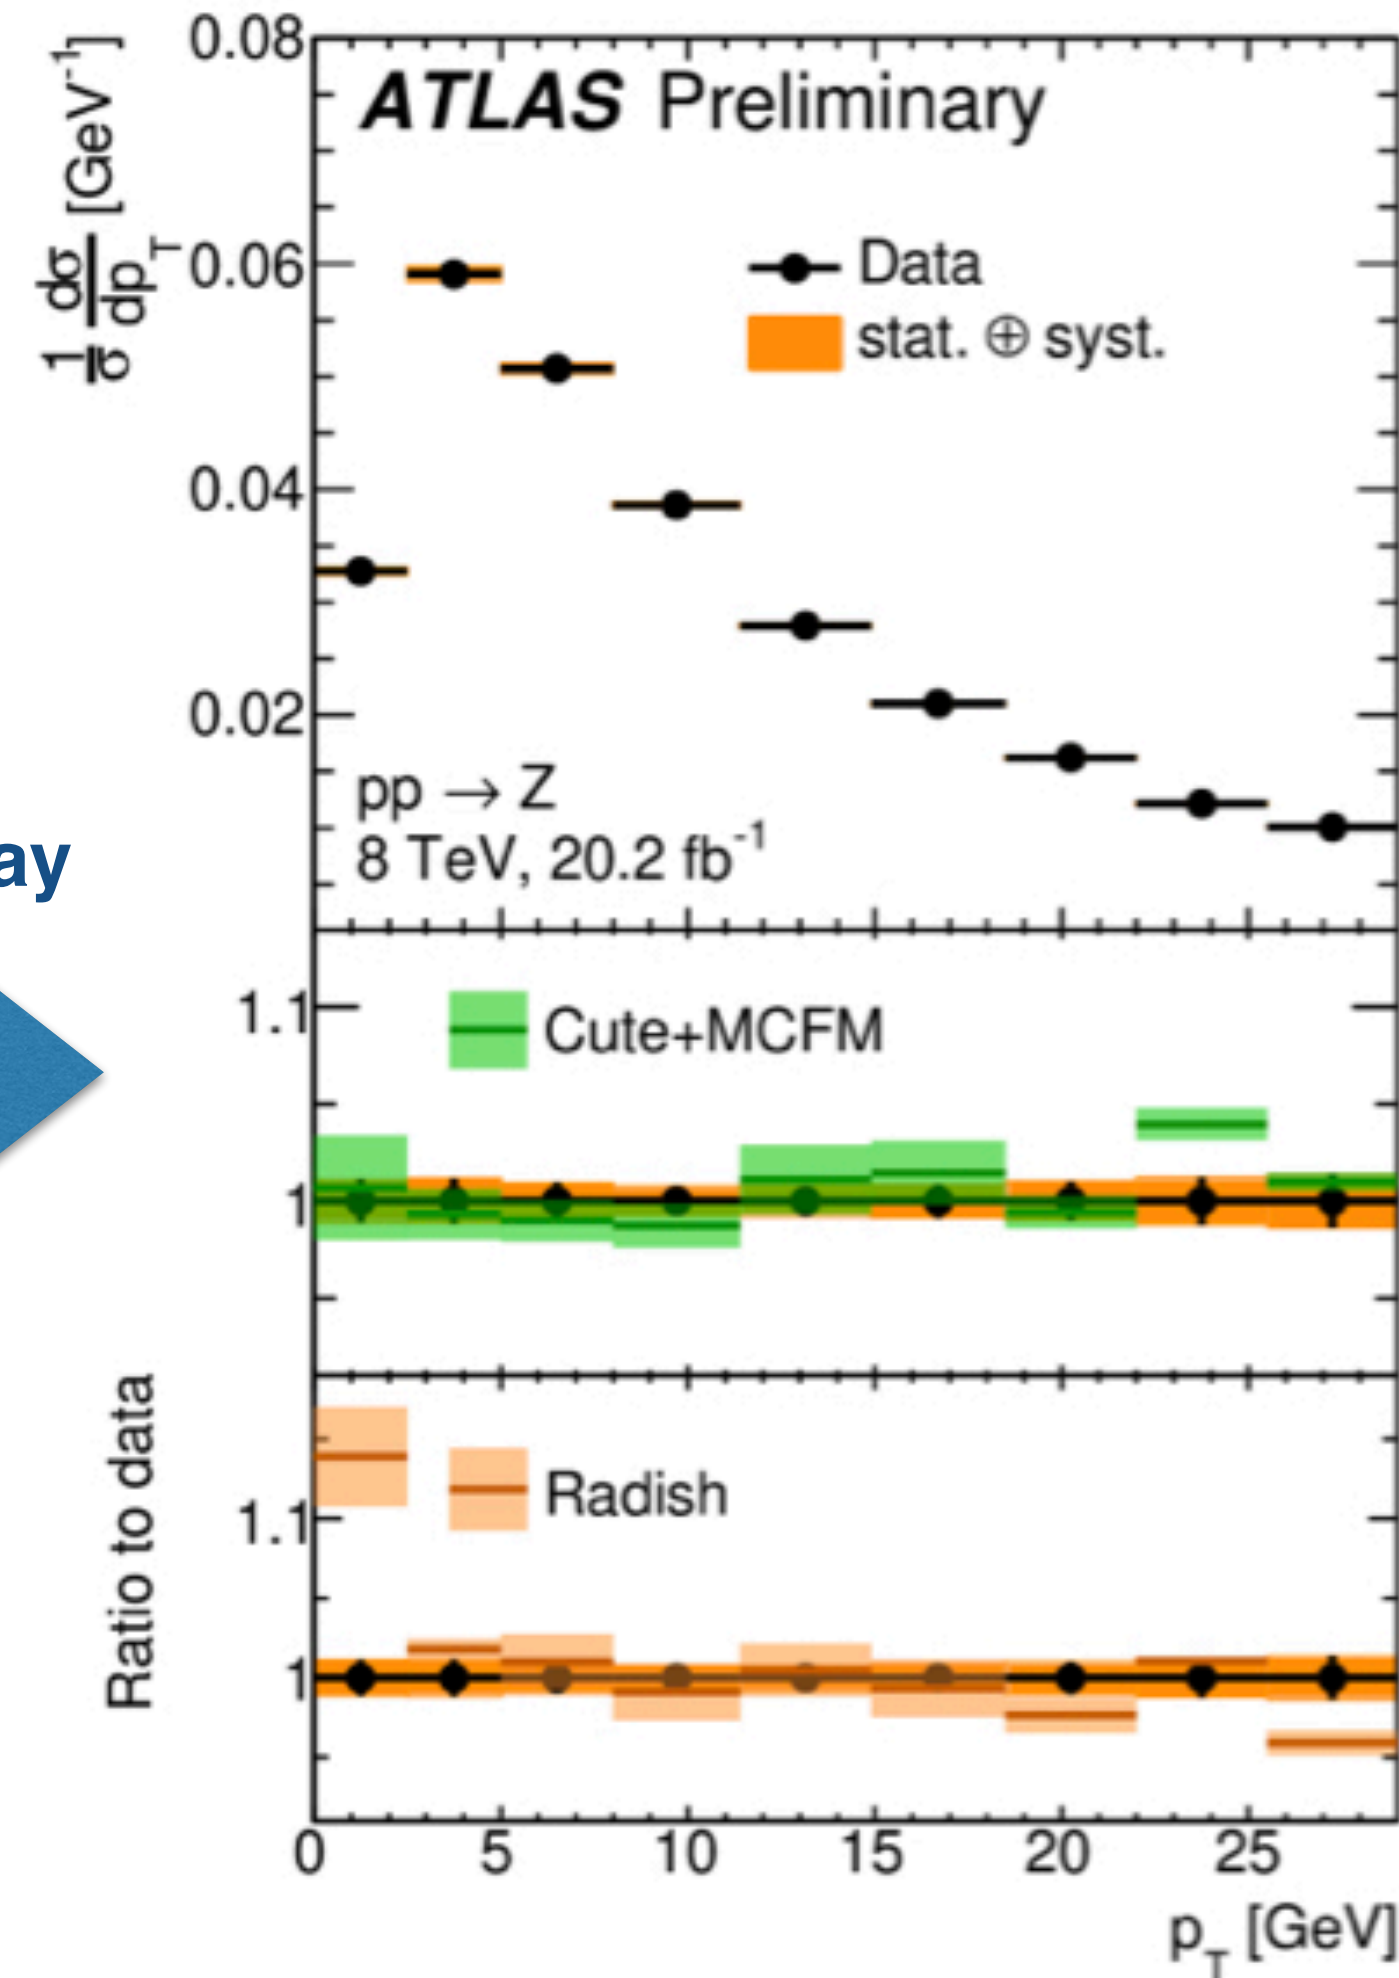 0.08
ATLAS Preliminary
1/σ dσ/dp_T [GeV⁻¹]
0.06
Data
stat. ⊕ syst.
0.04
0.02
pp → Z
8 TeV, 20.2 fb⁻¹
ay
1.1
Cute+MCFM
1
Ratio to data
Radish
1.1
1
0 5 10 15 20 25
p_T [GeV]